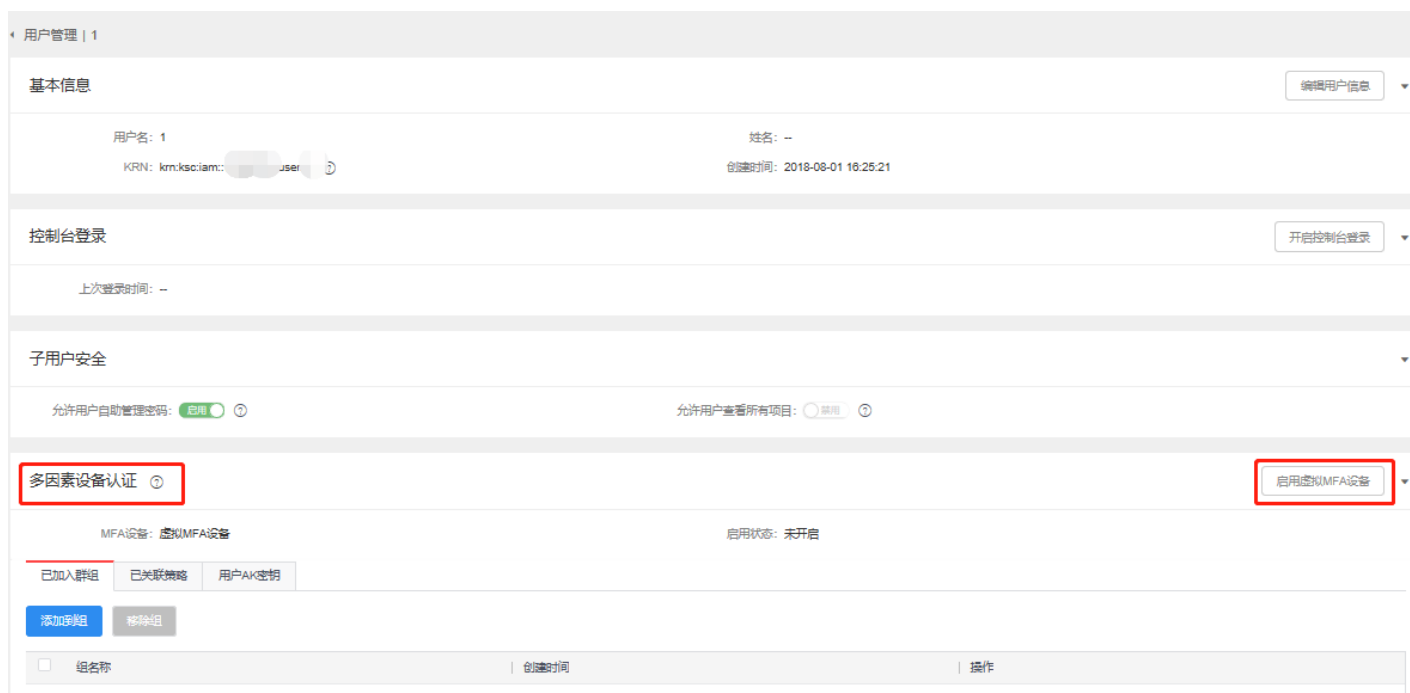 用户管理 | 1
基本信息
编辑用户信息
用户名: 1
姓名: --
KRN: krn:ksc:iam::
user
创建时间: 2018-08-01 16:25:21
控制台登录
开启控制台登录
上次登录时间: --
子用户安全
允许用户自助管理密码: 启用 ?
允许用户查看所有项目: 禁用 ?
多因素设备认证 ?
启用虚拟MFA设备
MFA设备: 虚拟MFA设备
启用状态: 未开启
已加入群组 已关联策略 用户AK密钥
添加到组 移除组
组名称 创建时间 操作